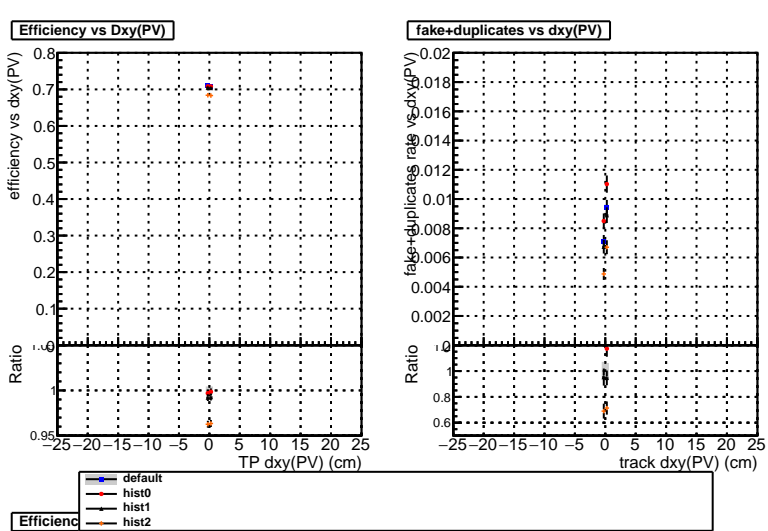 Efficiency vs Dxy(PV)
efficiency vs dxy(PV)
0.8
0.7
0.6
0.5
0.4
0.3
0.2
0.1
0
Ratio
1
0.95
−25 −20 −15 −10 −5 0 5 10 15 20 25
TP dxy(PV) (cm)
fake+duplicates vs dxy(PV)
fake+duplicates rate vs dxy(PV)
0.02
0.018
0.016
0.014
0.012
0.01
0.008
0.006
0.004
0.002
0
Ratio
1
0.8
0.6
−25 −20 −15 −10 −5 0 5 10 15 20 25
track dxy(PV) (cm)
default
hist0
hist1
hist2
Efficienc